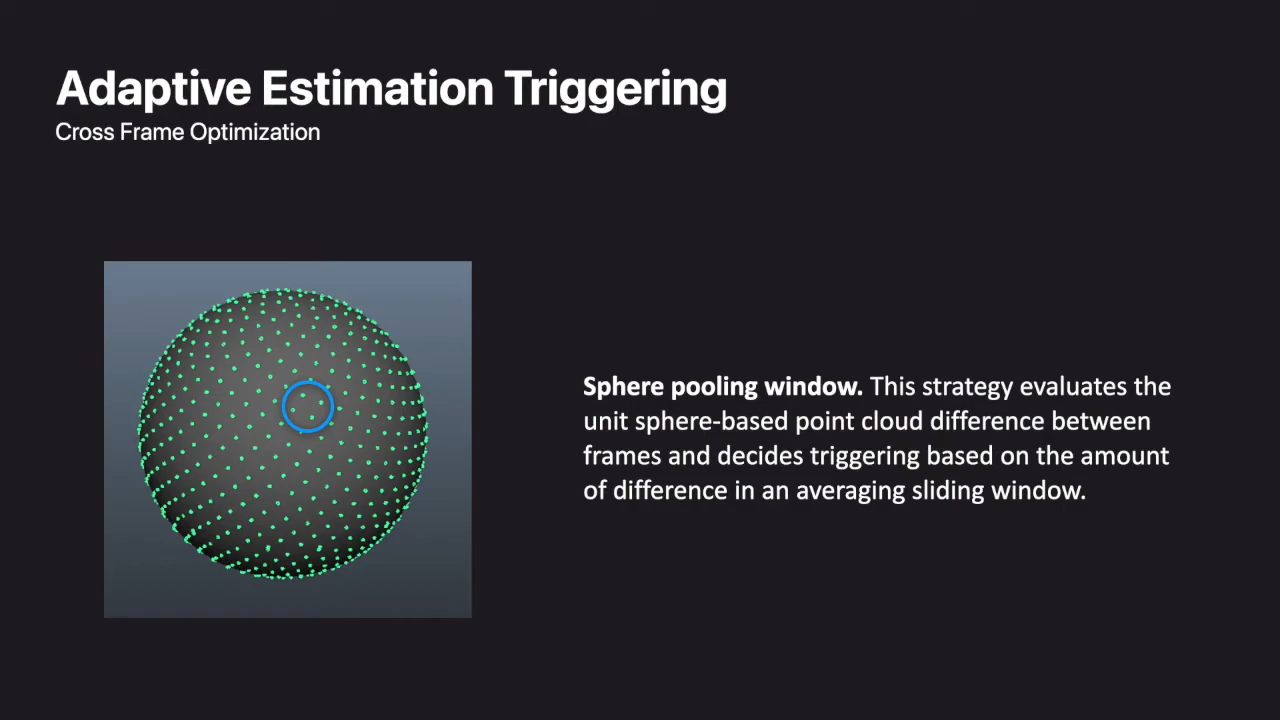 Adaptive Estimation Triggering
Cross Frame Optimization
Sphere pooling window. This strategy evaluates the
unit sphere-based point cloud difference between
frames and decides triggering based on the amount
of difference in an averaging sliding window.